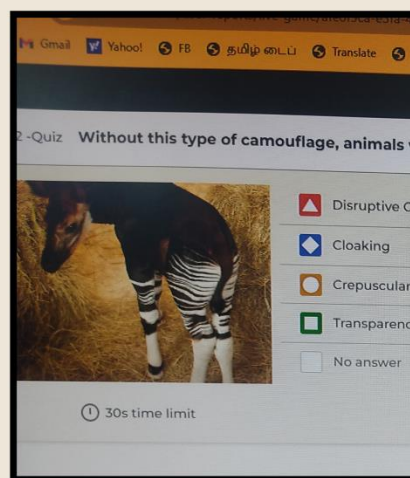 Gmail Yahoo! FB தமிழ் டைப் Translate
-Quiz Without this type of camouflage, animals
Disruptive
Cloaking
Crepuscular
Transparenc
No answer
30s time limit